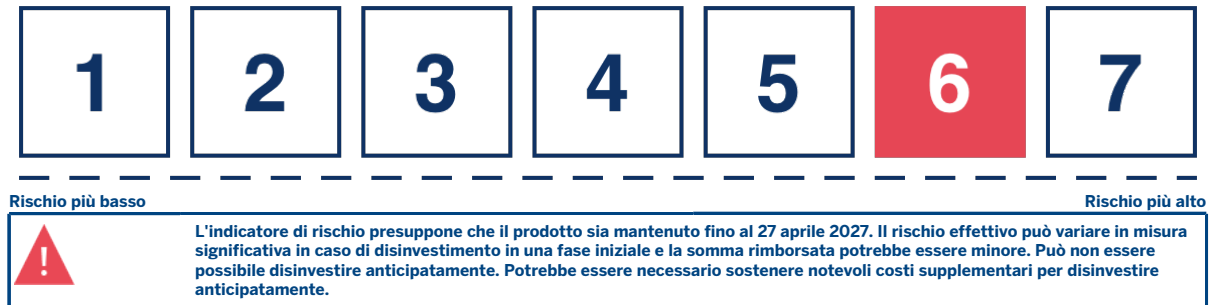 1 2 3 4 5 6 7
Rischio più basso Rischio più alto
L'indicatore di rischio presuppone che il prodotto sia mantenuto fino al 27 aprile 2027. Il rischio effettivo può variare in misura
significativa in caso di disinvestimento in una fase iniziale e la somma rimborsata potrebbe essere minore. Può non essere
possibile disinvestire anticipatamente. Potrebbe essere necessario sostenere notevoli costi supplementari per disinvestire
anticipatamente.
!